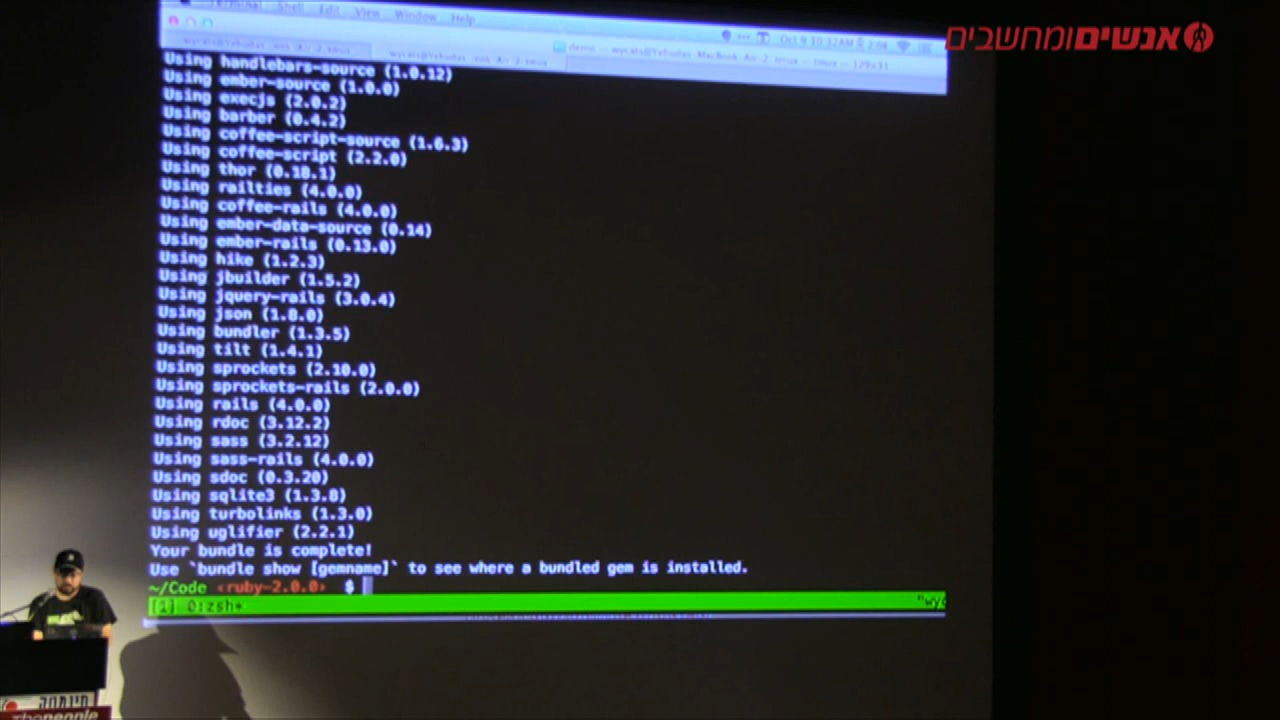 Terminal Shell Edit View Window Help
אנשיםומחשבים
Using handlebars-source (1.0.12)
Using ember-source (1.0.0)
Using execjs (2.0.2)
Using barber (0.4.2)
Using coffee-script-source (1.6.3)
Using coffee-script (2.2.0)
Using thor (0.18.1)
Using railties (4.0.0)
Using coffee-rails (4.0.0)
Using ember-data-source (0.14)
Using ember-rails (0.13.0)
Using hike (1.2.3)
Using jbuilder (1.5.2)
Using jquery-rails (3.0.4)
Using json (1.8.0)
Using bundler (1.3.5)
Using tilt (1.4.1)
Using sprockets (2.10.0)
Using sprockets-rails (2.0.0)
Using rails (4.0.0)
Using rdoc (3.12.2)
Using sass (3.2.12)
Using sass-rails (4.0.0)
Using sdoc (0.3.20)
Using sqlite3 (1.3.8)
Using turbolinks (1.3.0)
Using uglifier (2.2.1)
Your bundle is complete!
Use `bundle show [gemname]` to see where a bundled gem is installed.
~/Code ‹ruby-2.0.0› $
[1] 0:zsh* "wyc